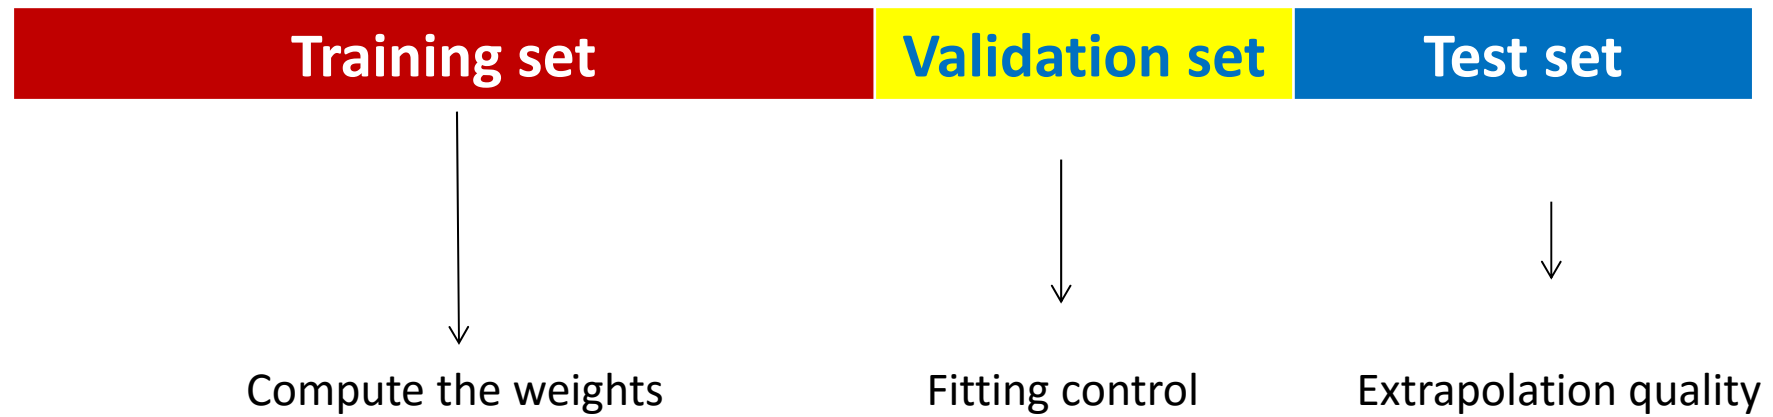 Training set
Validation set
Test set
Compute the weights
Fitting control
Extrapolation quality